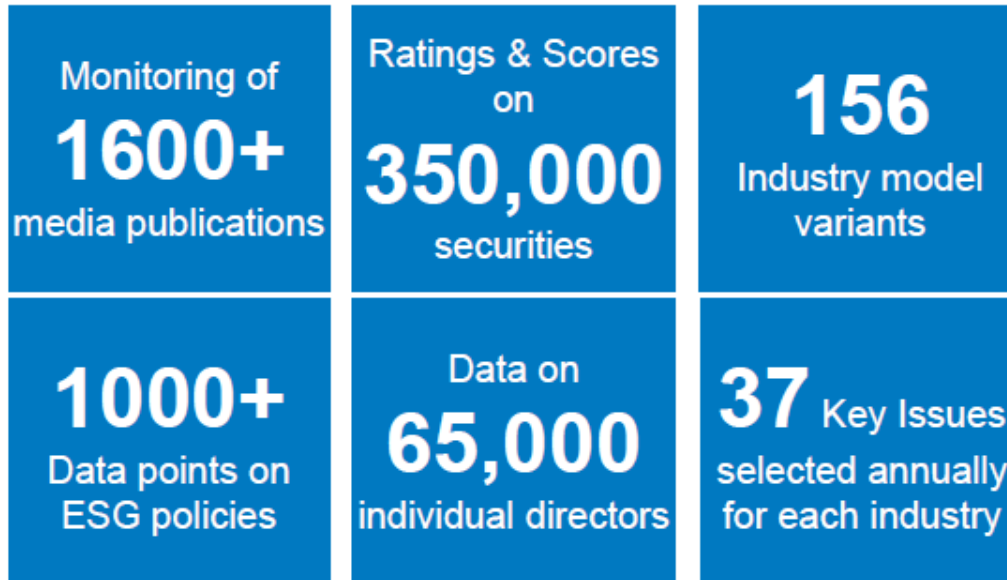 Monitoring of
1600+
media publications
Ratings & Scores
on
350,000
securities
156
Industry model
variants
1000+
Data points on
ESG policies
Data on
65,000
individual directors
37 Key Issues
selected annually
for each industry